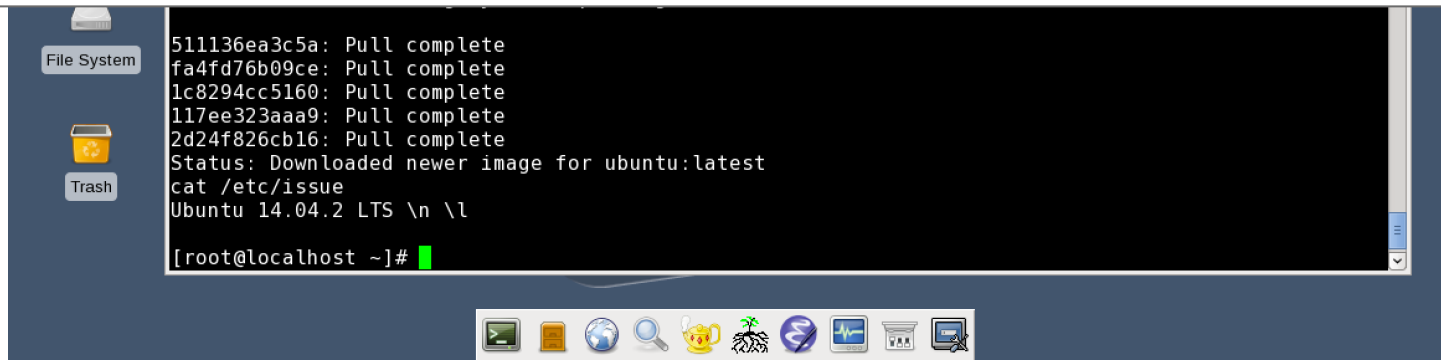 511136ea3c5a: Pull complete
fa4fd76b09ce: Pull complete
1c8294cc5160: Pull complete
117ee323aaa9: Pull complete
2d24f826cb16: Pull complete
Status: Downloaded newer image for ubuntu:latest
cat /etc/issue
Ubuntu 14.04.2 LTS \n \l
[root@localhost ~]#
File System
Trash